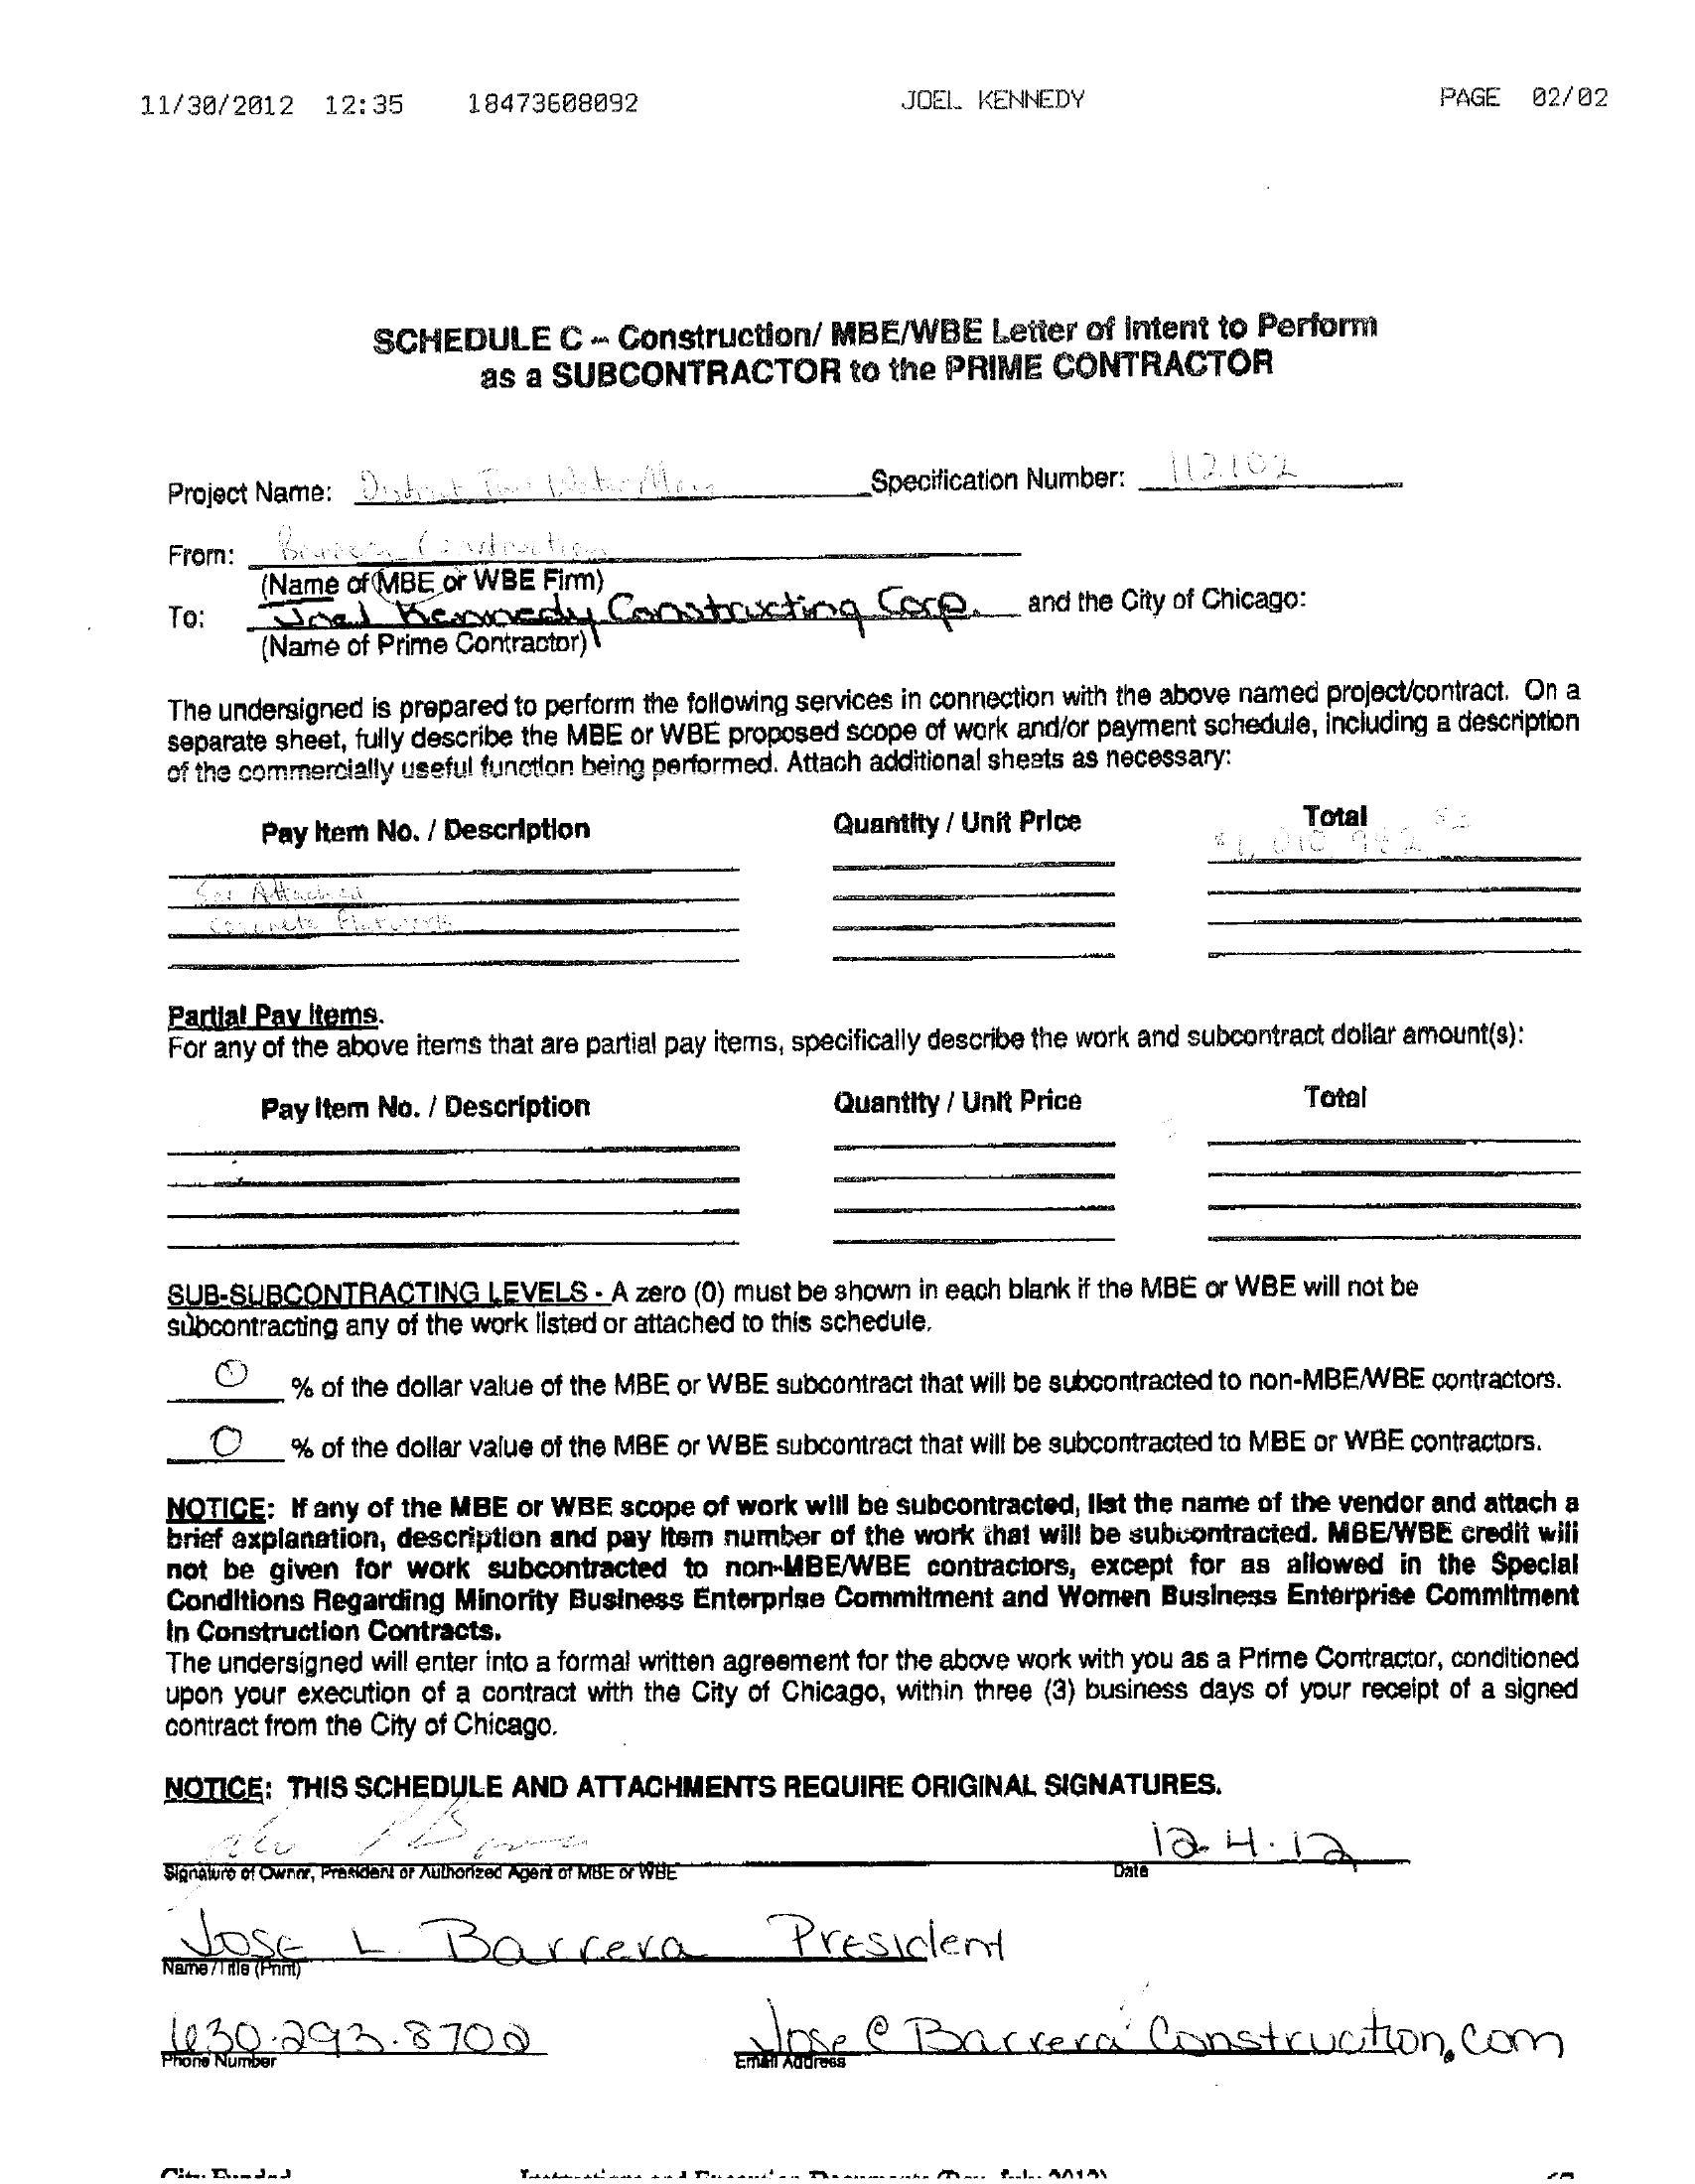 11/30/2012 12:35 18473608092 JOEL KENNEDY PAGE 02/02
SCHEDULE C -- Construction/ MBE/WBE Letter of Intent to Perform
as a SUBCONTRACTOR to the PRIME CONTRACTOR
Project Name: District Water Specification Number: 112102
From: Barrera Construction
(Name of MBE or WBE Firm)
To: Joel Kennedy Constructing Corp. and the City of Chicago:
(Name of Prime Contractor)
The undersigned is prepared to perform the following services in connection with the above named project/contract. On a
separate sheet, fully describe the MBE or WBE proposed scope of work and/or payment schedule, including a description
of the commercially useful function being performed. Attach additional sheets as necessary:
Pay Item No. / Description Quantity / Unit Price Total
See Attached
Concrete Flatwork
Partial Pay Items.
For any of the above items that are partial pay items, specifically describe the work and subcontract dollar amount(s):
Pay Item No. / Description Quantity / Unit Price Total
SUB-SUBCONTRACTING LEVELS - A zero (0) must be shown in each blank if the MBE or WBE will not be
subcontracting any of the work listed or attached to this schedule.
0 % of the dollar value of the MBE or WBE subcontract that will be subcontracted to non-MBE/WBE contractors.
0 % of the dollar value of the MBE or WBE subcontract that will be subcontracted to MBE or WBE contractors.
NOTICE: If any of the MBE or WBE scope of work will be subcontracted, list the name of the vendor and attach a
brief explanation, description and pay item number of the work that will be subcontracted. MBE/WBE credit will
not be given for work subcontracted to non-MBE/WBE contractors, except for as allowed in the Special
Conditions Regarding Minority Business Enterprise Commitment and Women Business Enterprise Commitment
In Construction Contracts.
The undersigned will enter into a formal written agreement for the above work with you as a Prime Contractor, conditioned
upon your execution of a contract with the City of Chicago, within three (3) business days of your receipt of a signed
contract from the City of Chicago.
NOTICE: THIS SCHEDULE AND ATTACHMENTS REQUIRE ORIGINAL SIGNATURES.
12.4.12
Signature of Owner, President or Authorized Agent of MBE or WBE Date
Jose L. Barrera President
Name /Title (Print)
630.293.8702 Jose@BarreraConstruction.com
Phone Number Email Address